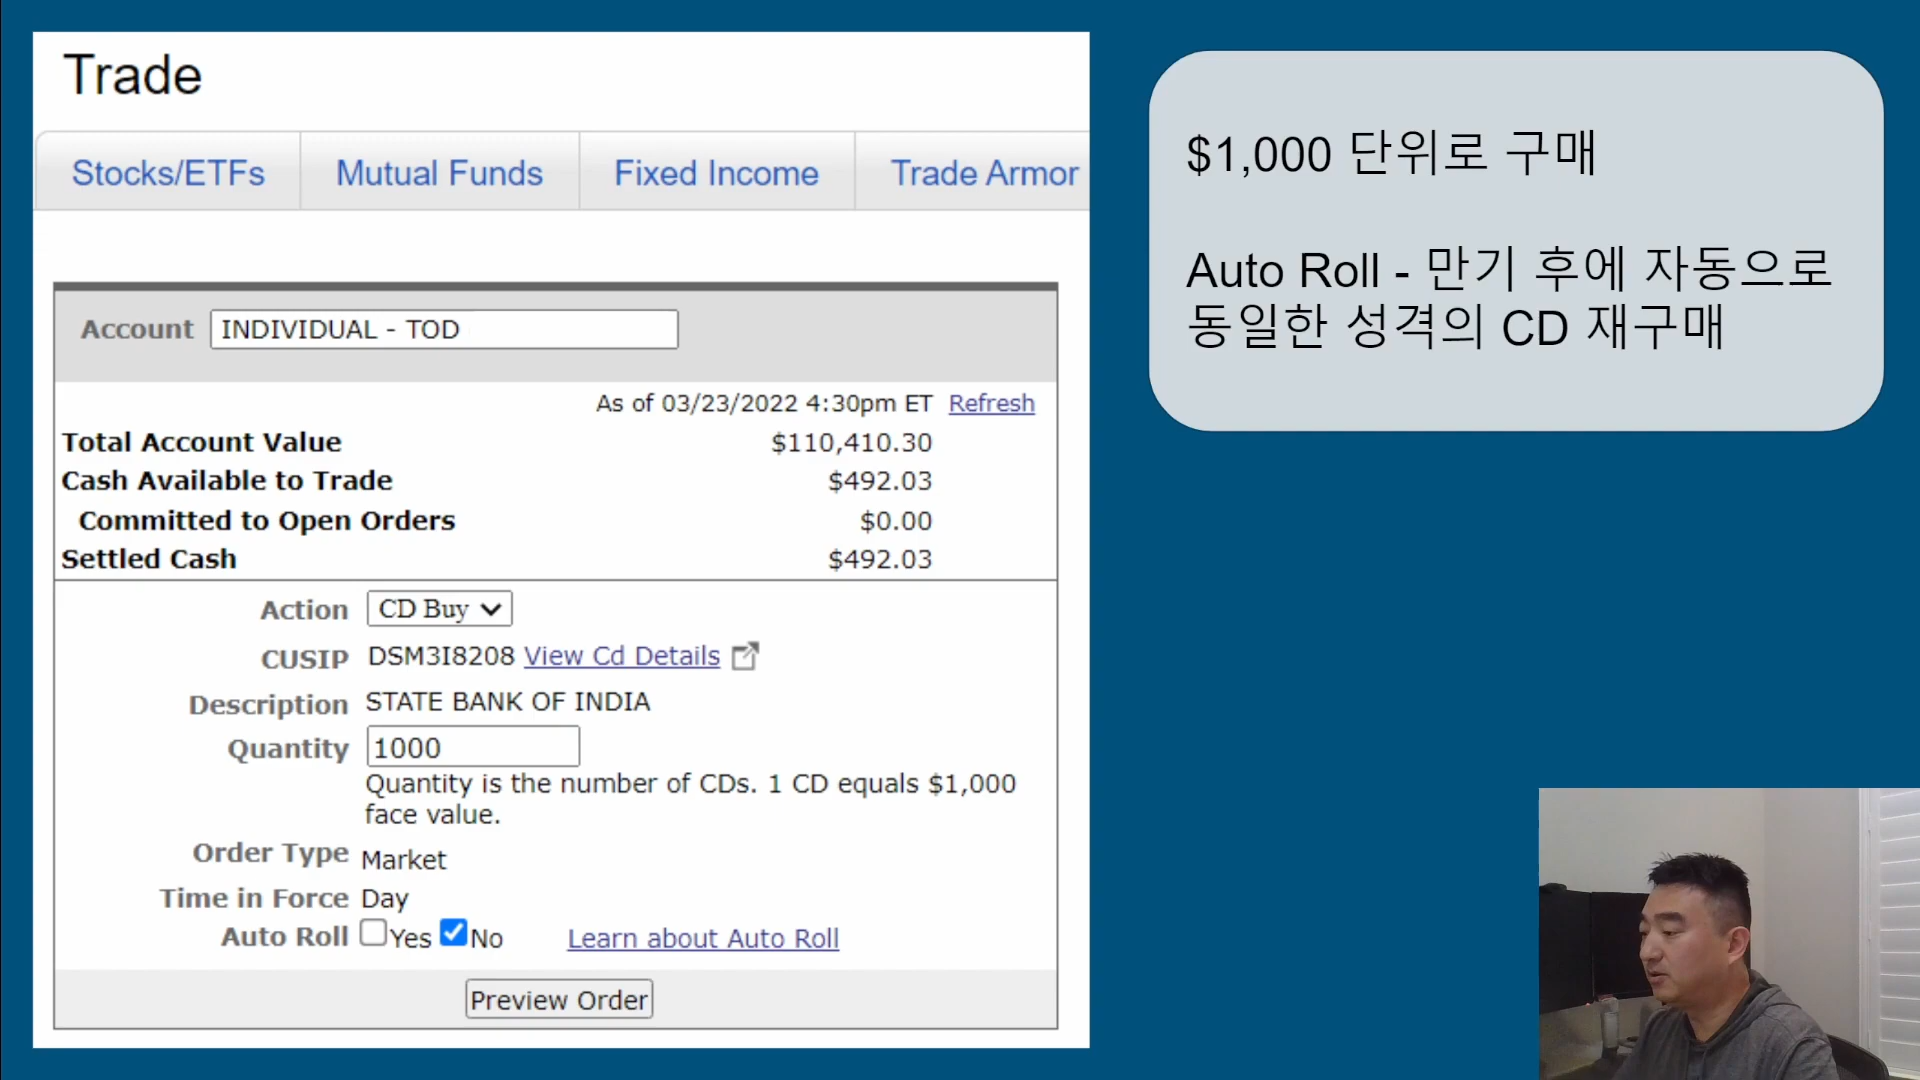 Trade
Stocks/ETFs
Mutual Funds
Fixed Income
Trade Armor
Account INDIVIDUAL - TOD
As of 03/23/2022 4:30pm ET Refresh
Total Account Value $110,410.30
Cash Available to Trade $492.03
Committed to Open Orders $0.00
Settled Cash $492.03
Action CD Buy
CUSIP DSM3I8208 View Cd Details
Description STATE BANK OF INDIA
Quantity 1000
Quantity is the number of CDs. 1 CD equals $1,000
face value.
Order Type Market
Time in Force Day
Auto Roll Yes No Learn about Auto Roll
Preview Order
$1,000 단위로 구매
Auto Roll - 만기 후에 자동으로
동일한 성격의 CD 재구매